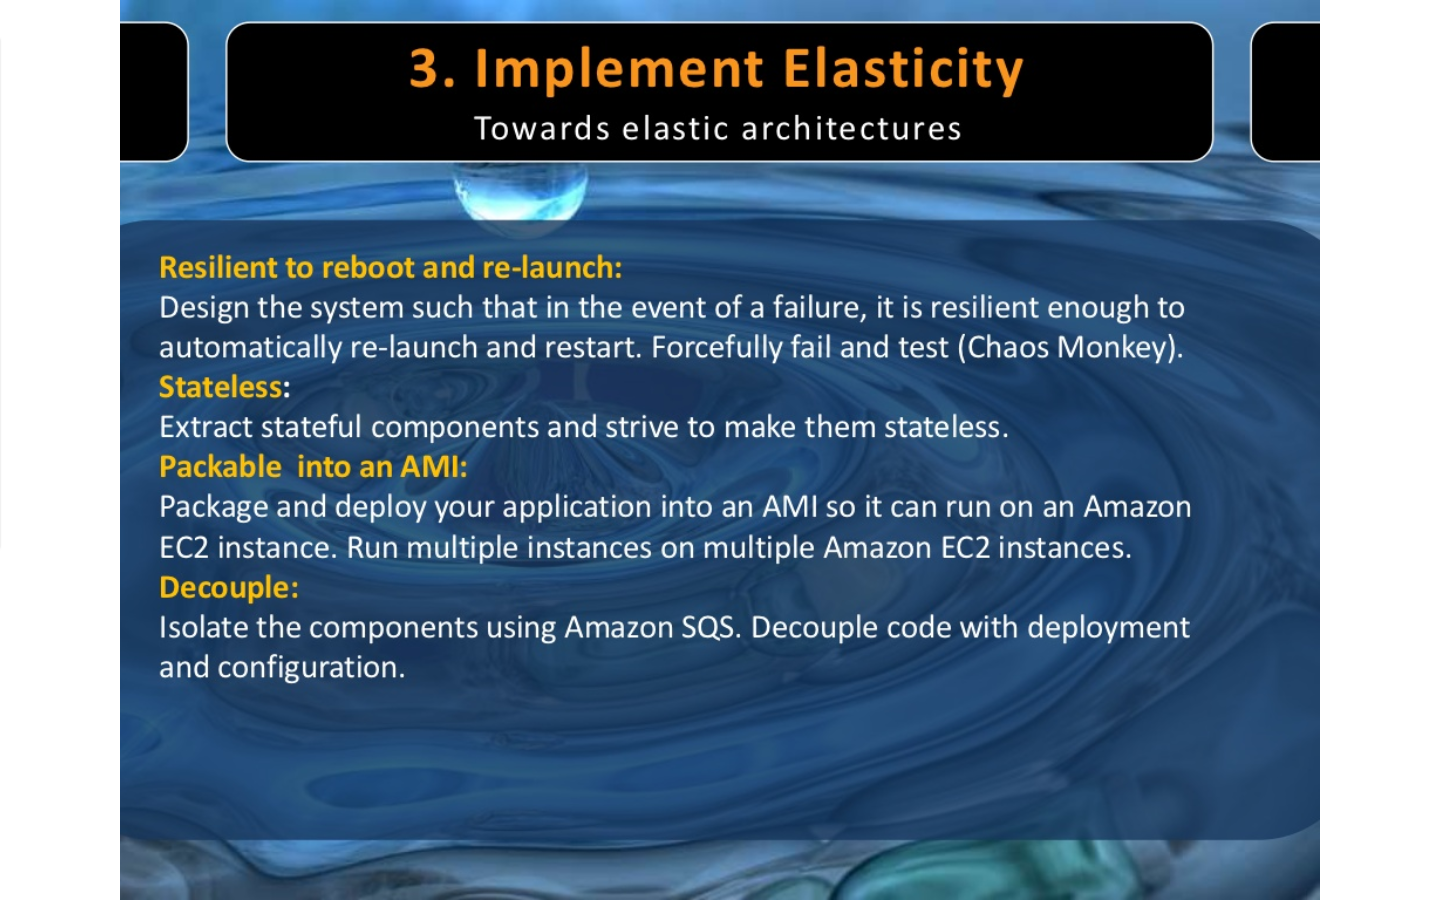 3. Implement Elasticity
Towards elastic architectures
Resilient to reboot and re-launch:
Design the system such that in the event of a failure, it is resilient enough to
automatically re-launch and restart. Forcefully fail and test (Chaos Monkey).
Stateless:
Extract stateful components and strive to make them stateless.
Packable  into an AMI:
Package and deploy your application into an AMI so it can run on an Amazon
EC2 instance. Run multiple instances on multiple Amazon EC2 instances.
Decouple:
Isolate the components using Amazon SQS. Decouple code with deployment
and configuration.